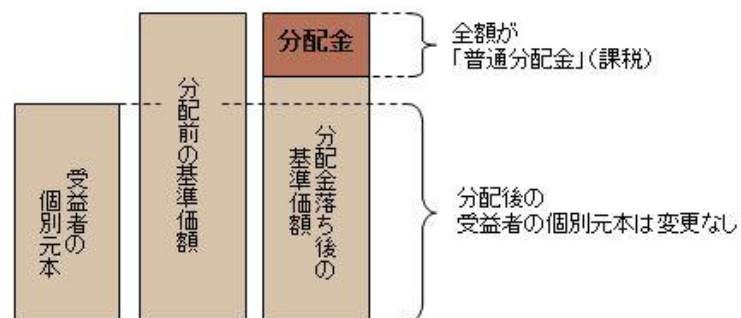 受益者の
個別元本
分配前の基準価額
分配金
分配金落ち後の
基準価額
全額が
「普通分配金」(課税)
分配後の
受益者の個別元本は変更なし